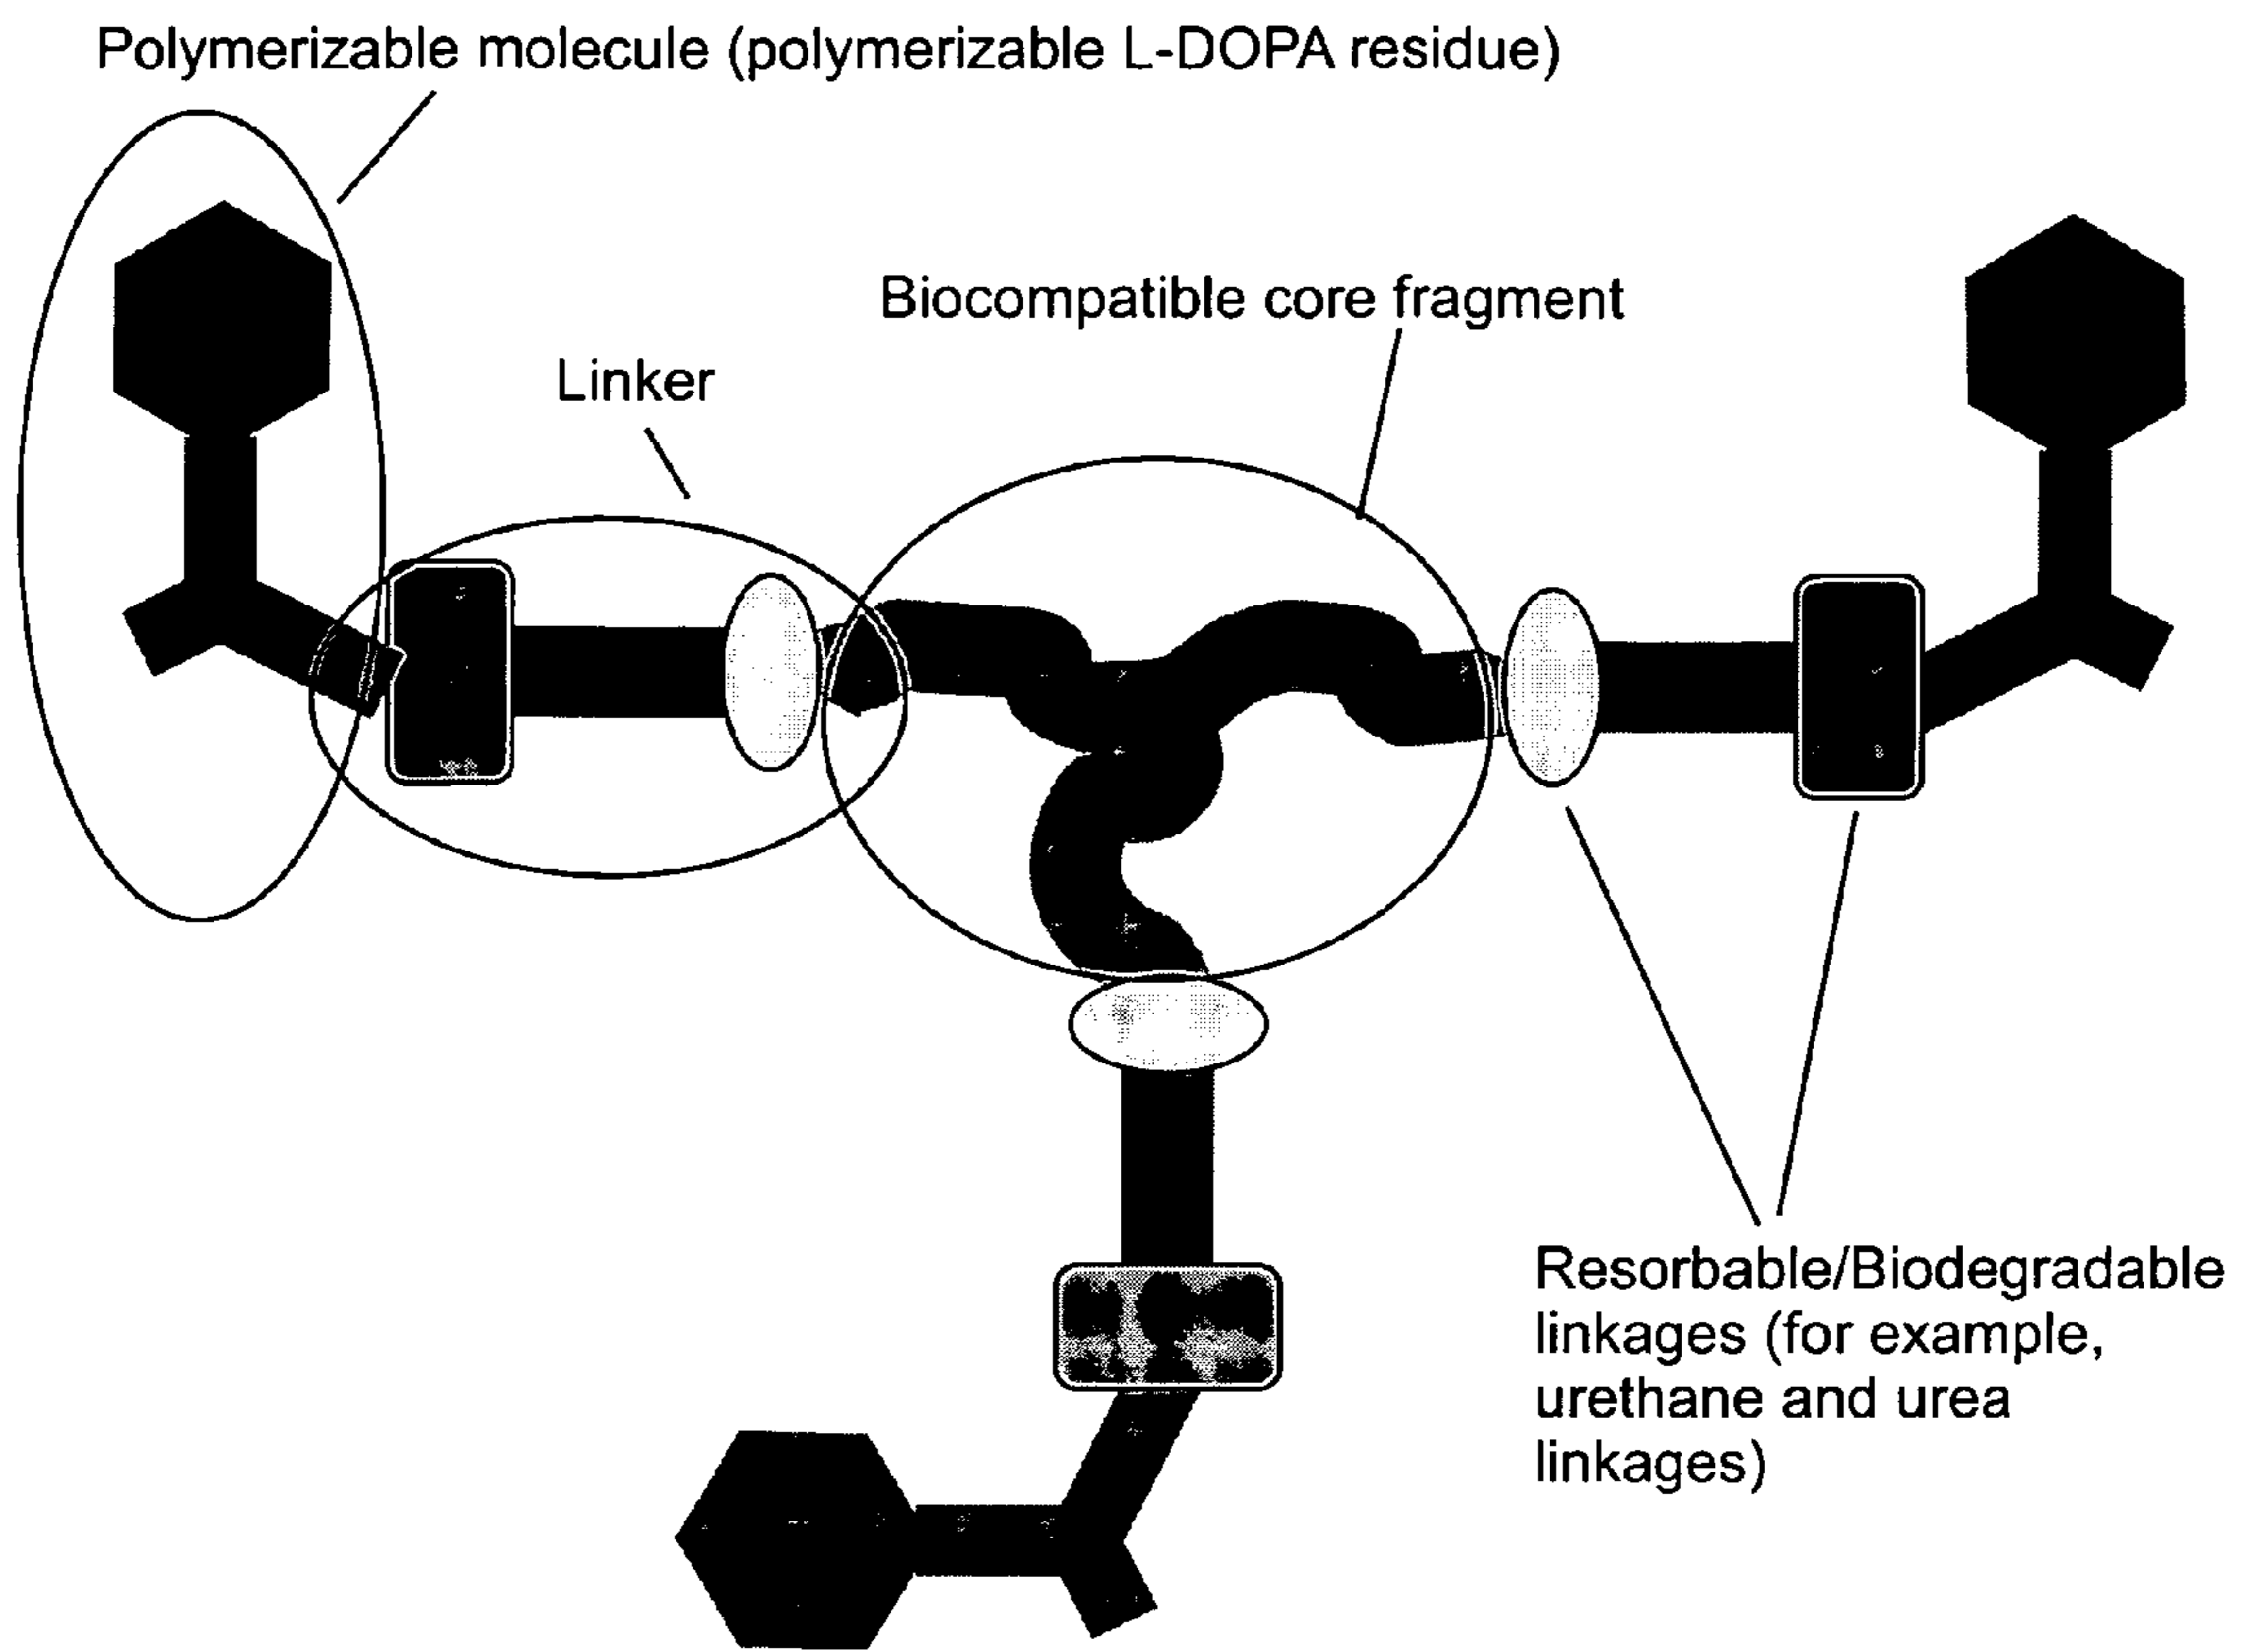 Polymerizable molecule (polymerizable L-DOPA residue)
Biocompatible core fragment
Linker
Resorbable/Biodegradable
linkages (for example,
urethane and urea
linkages)